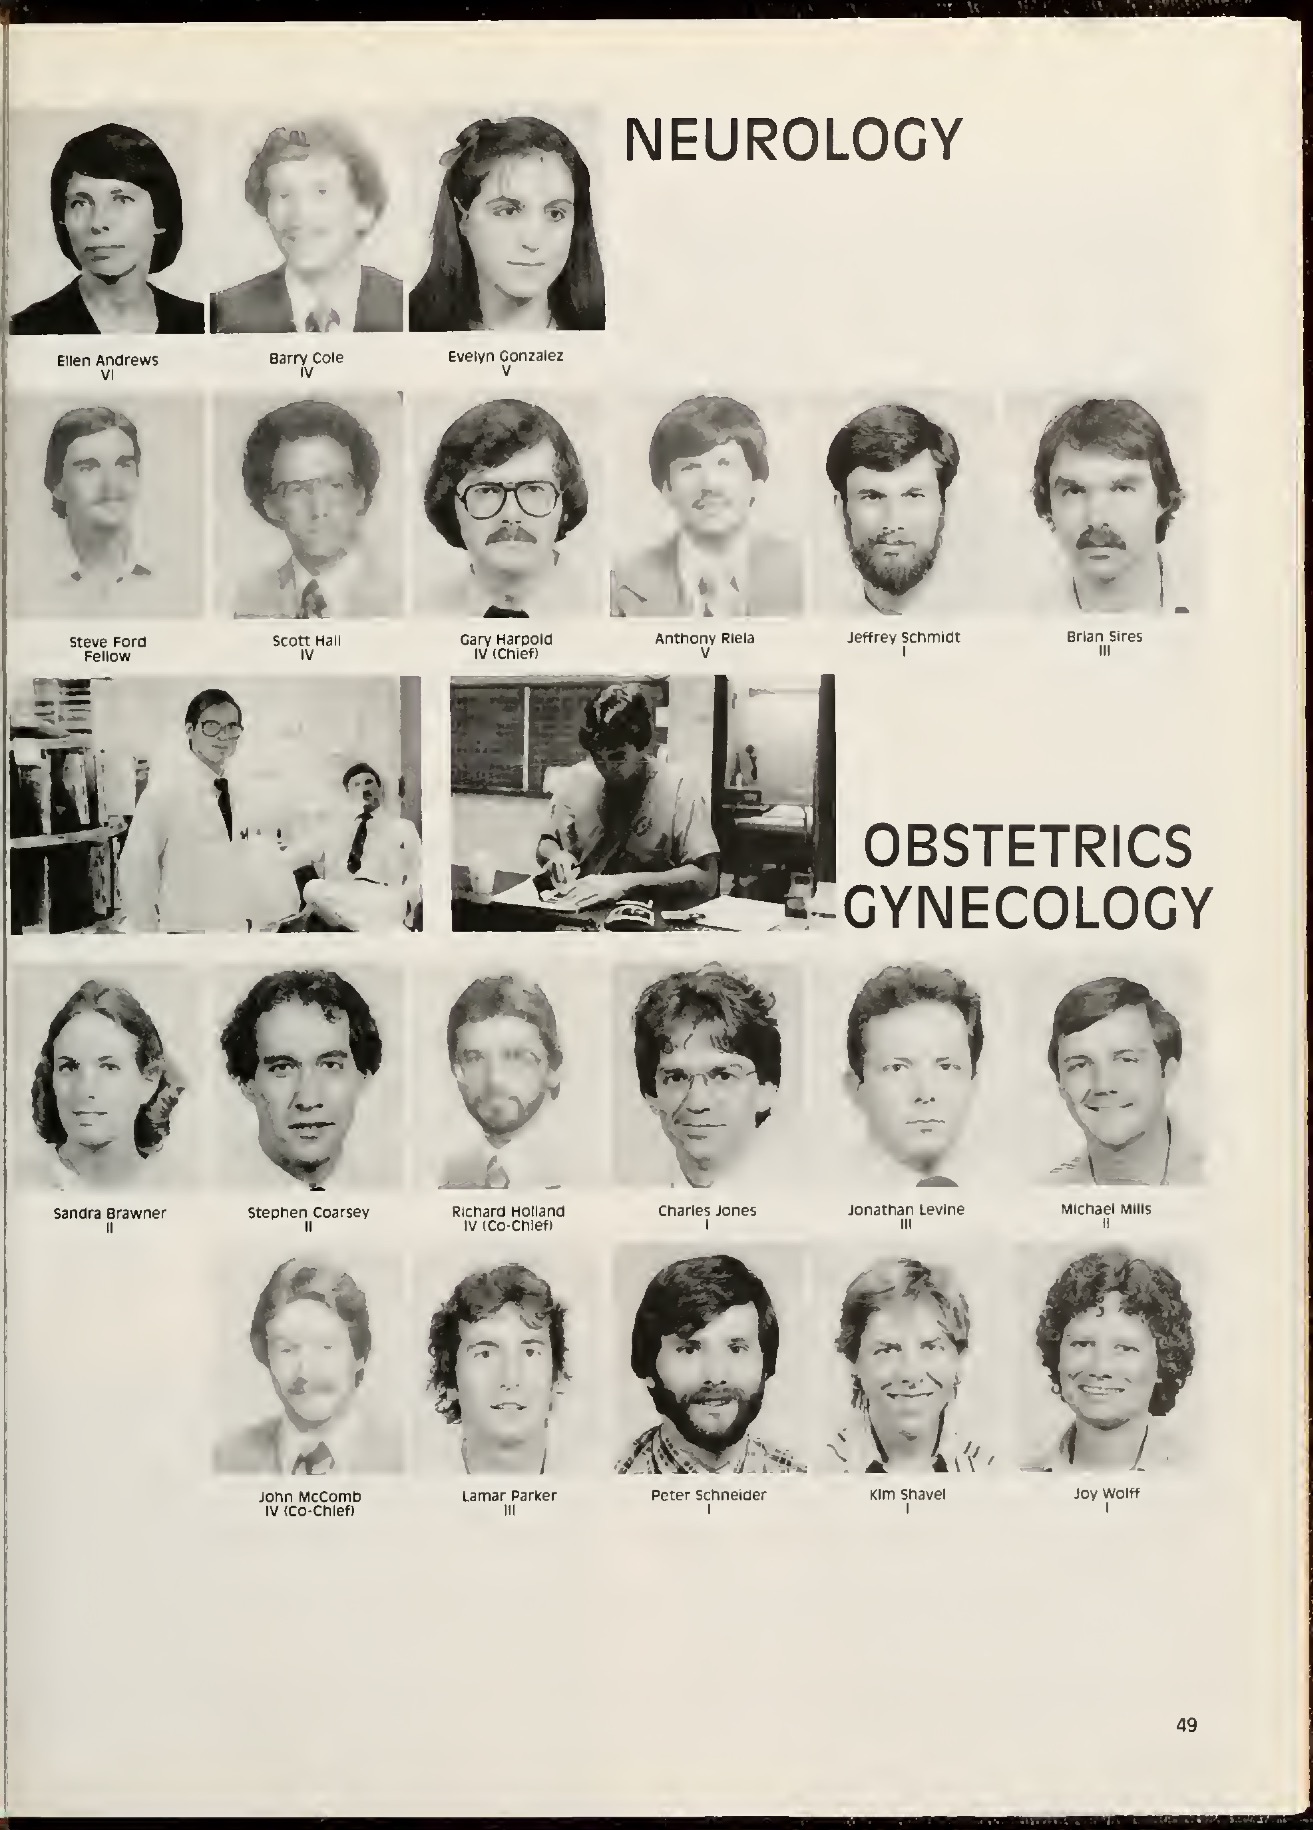 NEUROLOGY
Ellen Andrews
VI
Barry Cole
IV
Evelyn Gonzalez
V
Steve Ford
Fellow
Scott Hall
IV
Gary Harpold
IV (Chief)
Anthony Riela
V
Jeffrey Schmidt
I
Brian Sires
III
OBSTETRICS
GYNECOLOGY
Sandra Brawner
II
Stephen Coarsey
II
Richard Holland
IV (Co-Chief)
Charles Jones
I
Jonathan Levine
III
Michael Mills
II
John McComb
IV (Co-Chief)
Lamar Parker
III
Peter Schneider
I
Kim Shavel
I
Joy Wolff
I
49